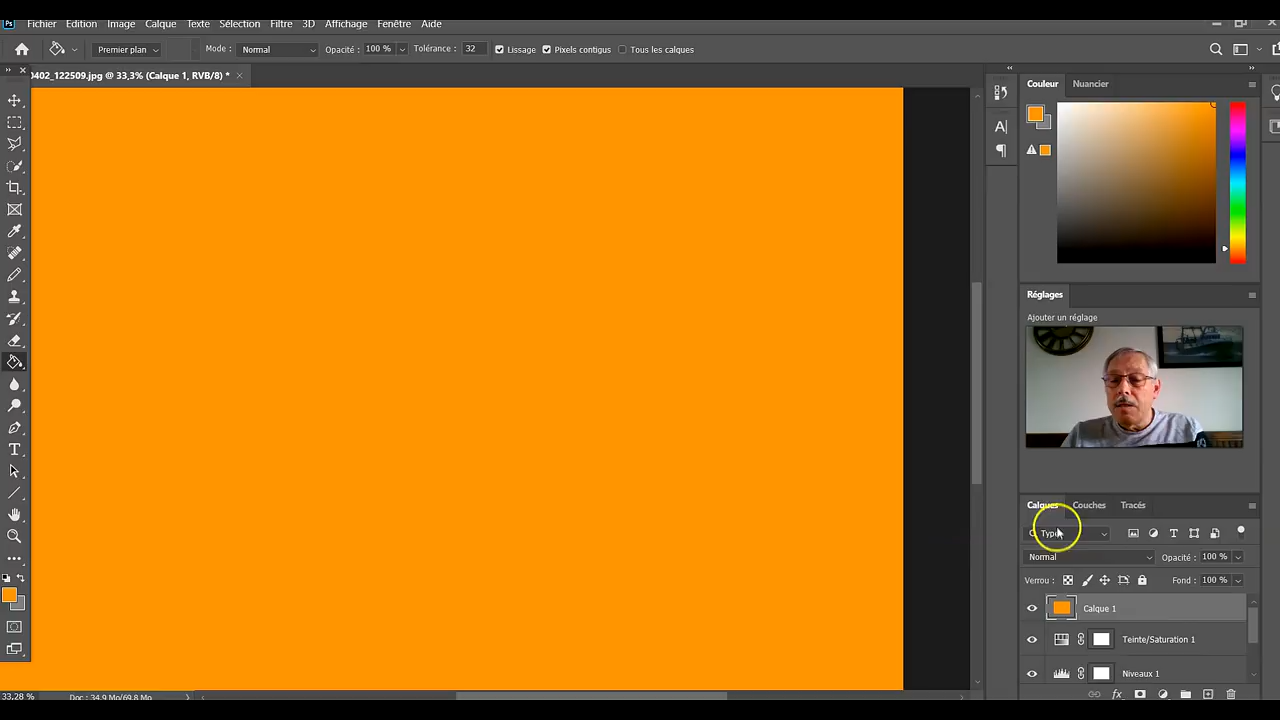 Ps Fichier Edition Image Calque Texte Sélection Filtre 3D Affichage Fenêtre Aide
Premier plan Mode : Normal Opacité : 100 % Tolérance : 32 Lissage Pixels contigus Tous les calques
0402_122509.jpg @ 33,3% (Calque 1, RVB/8) *
Couleur Nuancier
Réglages
Ajouter un réglage
Calques Couches Tracés
Type
Normal Opacité : 100 %
Verrou : Fond : 100 %
Calque 1
Teinte/Saturation 1
Niveaux 1
33,28 % Doc : 34,9 Mo/69,8 Mo